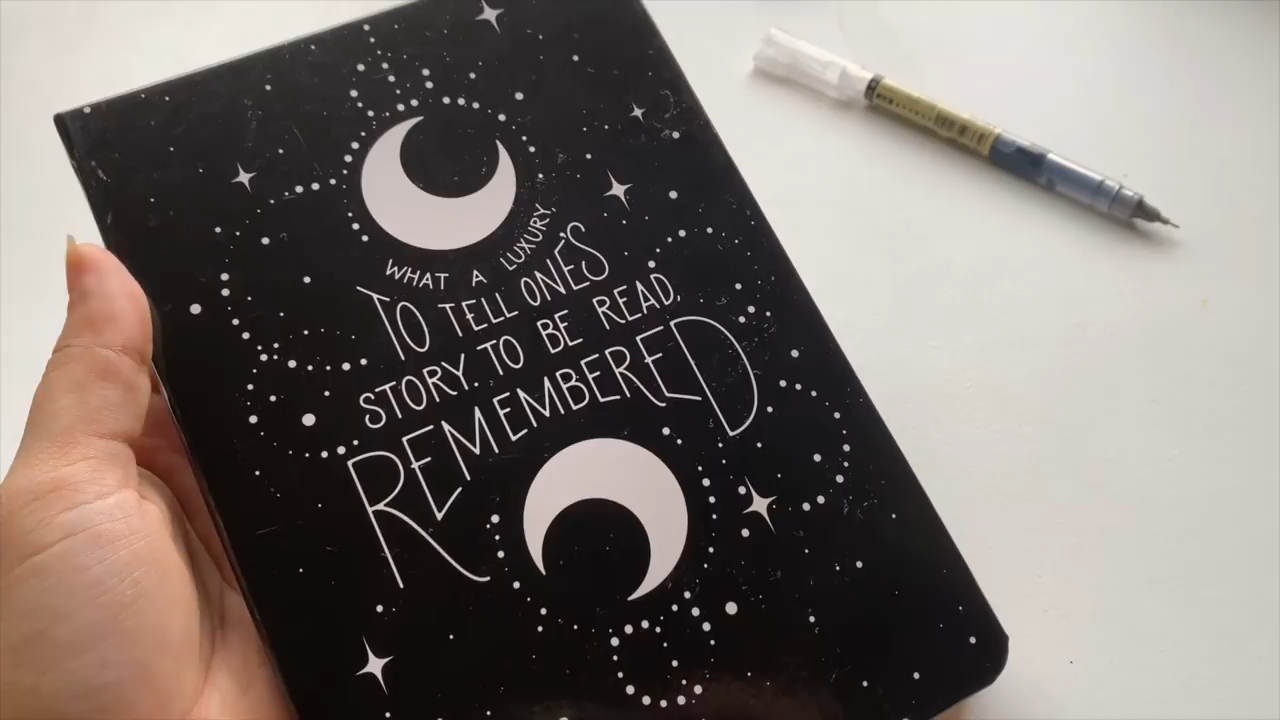 WHAT A LUXURY,
TO TELL ONE'S
STORY. TO BE READ,
REMEMBERED